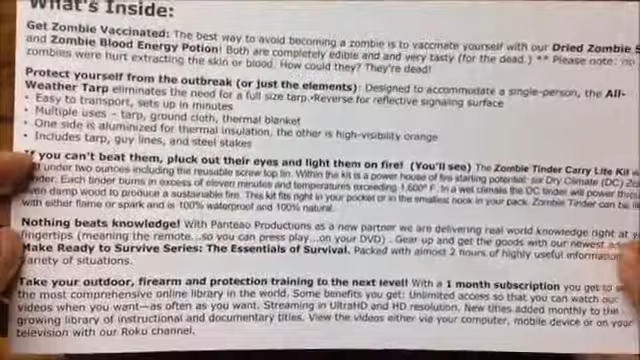 What's Inside:
Get Zombie Vaccinated: The best way to avoid becoming a zombie is to vaccinate yourself with our Dried Zombie S
and Zombie Blood Energy Potion! Both are completely edible and and very tasty (for the dead.) ** Please note: no
zombies were hurt extracting the skin or blood. How could they? They're dead!
Protect yourself from the outbreak (or just the elements): Designed to accommodate a single-person, the All-
Weather Tarp eliminates the need for a full size tarp.•Reverse for reflective signaling surface
• Easy to transport, sets up in minutes
• Multiple uses – tarp, ground cloth, thermal blanket
• One side is aluminized for thermal insulation, the other is high-visibility orange
• Includes tarp, guy lines, and steel stakes
If you can't beat them, pluck out their eyes and light them on fire! (You'll see) The Zombie Tinder Carry Lite Kit
at under two ounces including the reusable screw top tin. Within the kit is a power house of fire starting potential: six Dry Climate (DC)
Each tinder burns in excess of eleven minutes and temperatures exceeding 1,600° F. In a wet climate the DC tinder will power
even damp wood to produce a sustainable fire. This kit fits right in your pocket or in the smallest nook in your pack. Zombie Tinder can be
with either flame or spark and is 100% waterproof and 100% natural.
Nothing beats knowledge! With Panteao Productions as a new partner we are delivering real world knowledge right at
fingertips (meaning the remote...so you can press play...on your DVD) . Gear up and get the goods with our newest
Make Ready to Survive Series: The Essentials of Survival. Packed with almost 2 hours of highly useful information
variety of situations.
Take your outdoor, firearm and protection training to the next level! With a 1 month subscription you get to
the most comprehensive online library in the world. Some benefits you get: Unlimited access so that you can watch our
videos when you want—as often as you want. Streaming in UltraHD and HD resolution. New titles added monthly to the
growing library of instructional and documentary titles. View the videos either via your computer, mobile device or on your
television with our Roku channel.